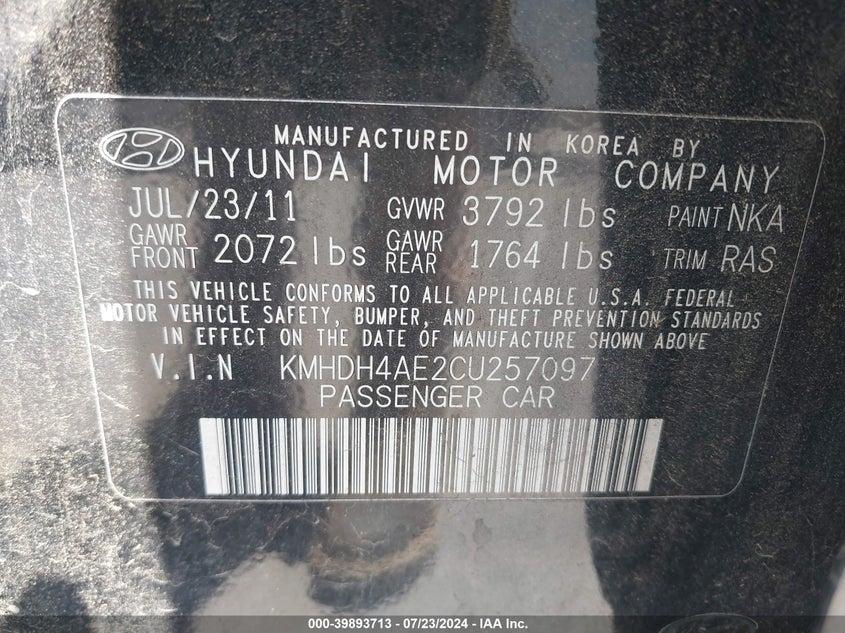 MANUFACTURED IN KOREA BY
HYUNDAI MOTOR COMPANY
JUL/23/11 GVWR 3792 lbs PAINT NKA
GAWR FRONT 2072 lbs GAWR REAR 1764 lbs TRIM RAS
THIS VEHICLE CONFORMS TO ALL APPLICABLE U.S.A. FEDERAL
MOTOR VEHICLE SAFETY, BUMPER, AND THEFT PREVENTION STANDARDS
IN EFFECT ON THE DATE OF MANUFACTURE SHOWN ABOVE.
V.I.N KMHDH4AE2CU257097
PASSENGER CAR
000-39893713 - 07/23/2024 - IAA Inc.